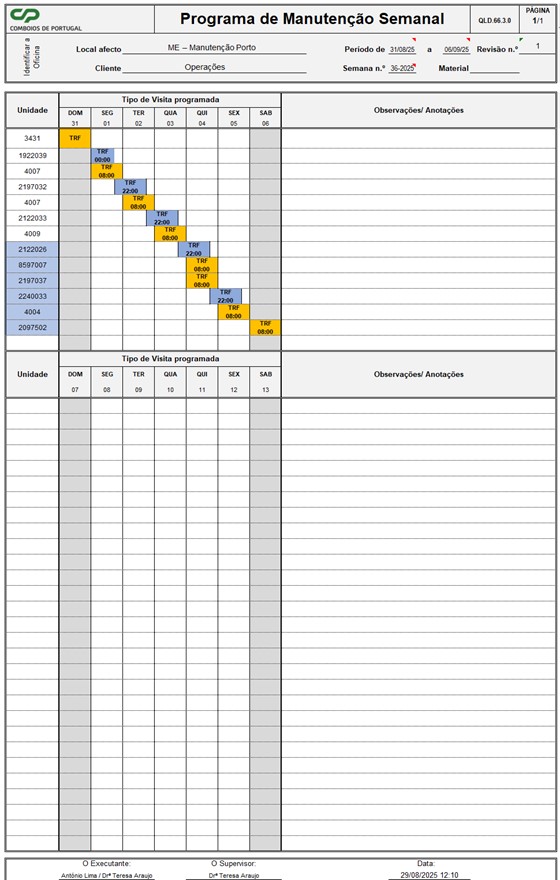 CP
COMBOIOS DE PORTUGAL
Programa de Manutenção Semanal
QLD.66.3.0
PÁGINA
1/1
Identificar a Oficina
Local afecto ME – Manutenção Porto
Período de 31/08/25 a 06/09/25 Revisão n.º 1
Cliente Operações
Semana n.º 36-2025 Material
Unidade Tipo de Visita programada Observações/ Anotações
DOM SEG TER QUA QUI SEX SAB
31 01 02 03 04 05 06
3431 TRF
1922039 TRF 00:00
4007 TRF 08:00
2197032 TRF 22:00
4007 TRF 08:00
2122033 TRF 22:00
4009 TRF 08:00
2122026 TRF 22:00
8597007 TRF 08:00
2197037 TRF 08:00
2240033 TRF 22:00
4004 TRF 08:00
2097502 TRF 08:00
Unidade Tipo de Visita programada Observações/ Anotações
DOM SEG TER QUA QUI SEX SAB
07 08 09 10 11 12 13
O Executante: O Supervisor: Data:
António Lima / Drª Teresa Araujo Drª Teresa Araujo 29/08/2025 12:10